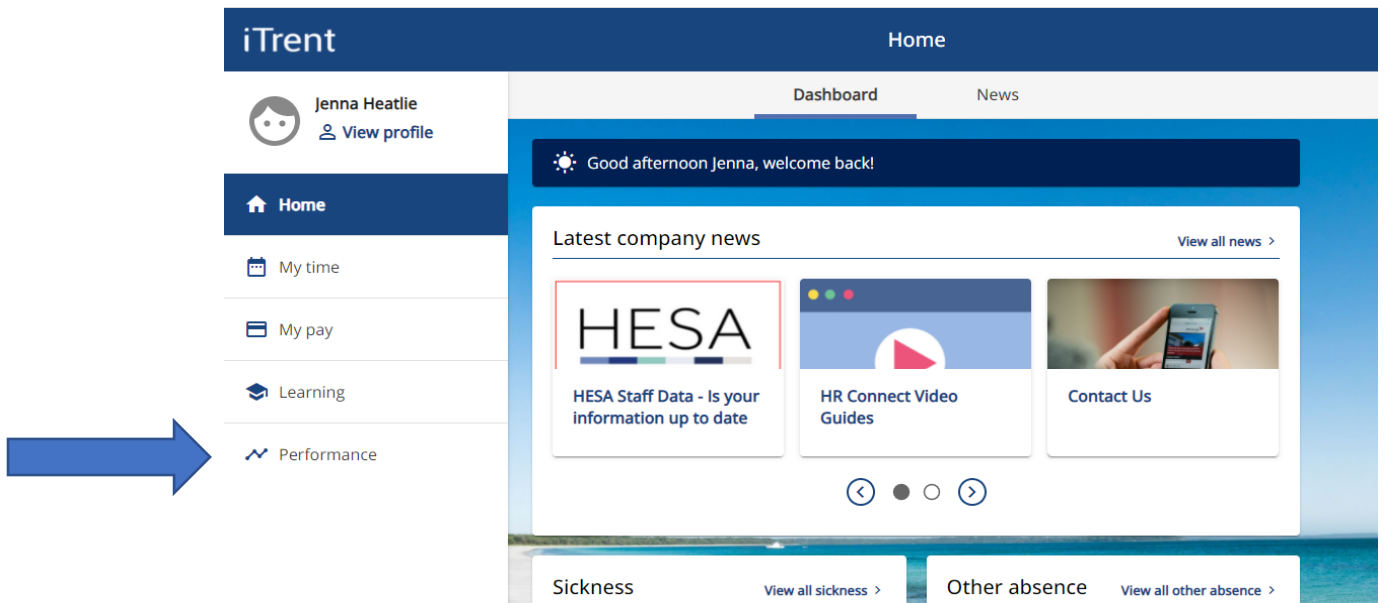 iTrent
Home
Jenna Heatlie
View profile
Home
My time
My pay
Learning
Performance
Dashboard
News
Good afternoon Jenna, welcome back!
Latest company news
View all news >
HESA
HESA Staff Data - Is your
information up to date
HR Connect Video
Guides
Contact Us
Sickness
View all sickness >
Other absence
View all other absence >